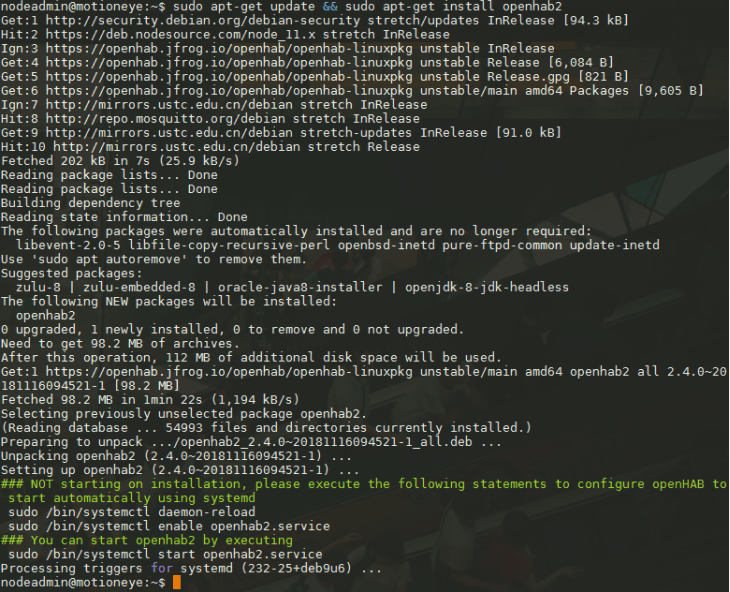 nodeadmin@motioneye:~$ sudo apt-get update && sudo apt-get install openhab2
Get:1 http://security.debian.org/debian-security stretch/updates InRelease [94.3 kB]
Hit:2 https://deb.nodesource.com/node_11.x stretch InRelease
Ign:3 https://openhab.jfrog.io/openhab/openhab-linuxpkg unstable InRelease
Get:4 https://openhab.jfrog.io/openhab/openhab-linuxpkg unstable Release [6,084 B]
Get:5 https://openhab.jfrog.io/openhab/openhab-linuxpkg unstable Release.gpg [821 B]
Get:6 https://openhab.jfrog.io/openhab/openhab-linuxpkg unstable/main amd64 Packages [9,605 B]
Ign:7 http://mirrors.ustc.edu.cn/debian stretch InRelease
Hit:8 http://repo.mosquitto.org/debian stretch InRelease
Get:9 http://mirrors.ustc.edu.cn/debian stretch-updates InRelease [91.0 kB]
Hit:10 http://mirrors.ustc.edu.cn/debian stretch Release
Fetched 202 kB in 7s (25.9 kB/s)
Reading package lists... Done
Reading package lists... Done
Building dependency tree
Reading state information... Done
The following packages were automatically installed and are no longer required:
  libevent-2.0-5 libfile-copy-recursive-perl openbsd-inetd pure-ftpd-common update-inetd
Use 'sudo apt autoremove' to remove them.
Suggested packages:
  zulu-8 | zulu-embedded-8 | oracle-java8-installer | openjdk-8-jdk-headless
The following NEW packages will be installed:
  openhab2
0 upgraded, 1 newly installed, 0 to remove and 0 not upgraded.
Need to get 98.2 MB of archives.
After this operation, 112 MB of additional disk space will be used.
Get:1 https://openhab.jfrog.io/openhab/openhab-linuxpkg unstable/main amd64 openhab2 all 2.4.0~20
181116094521-1 [98.2 MB]
Fetched 98.2 MB in 1min 22s (1,194 kB/s)
Selecting previously unselected package openhab2.
(Reading database ... 54993 files and directories currently installed.)
Preparing to unpack .../openhab2_2.4.0~20181116094521-1_all.deb ...
Unpacking openhab2 (2.4.0~20181116094521-1) ...
Setting up openhab2 (2.4.0~20181116094521-1) ...
### NOT starting on installation, please execute the following statements to configure openHAB to
 start automatically using systemd
 sudo /bin/systemctl daemon-reload
 sudo /bin/systemctl enable openhab2.service
### You can start openhab2 by executing
 sudo /bin/systemctl start openhab2.service
Processing triggers for systemd (232-25+deb9u6) ...
nodeadmin@motioneye:~$